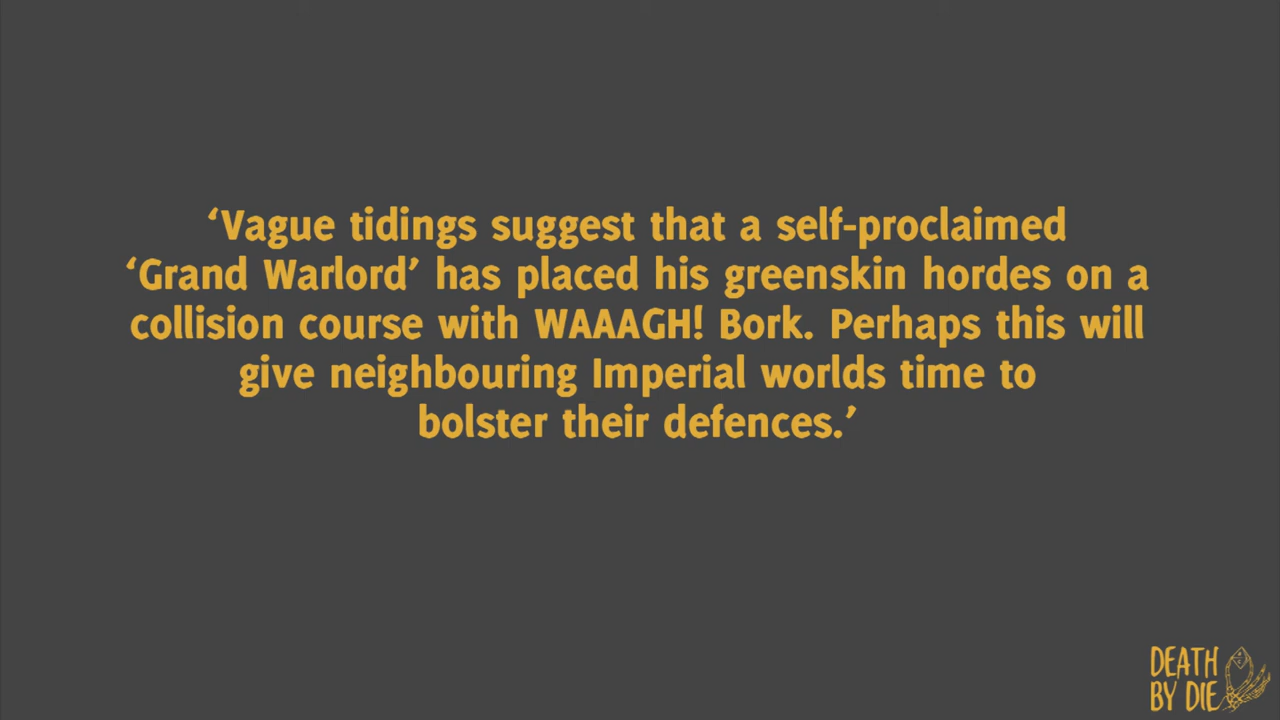 ‘Vague tidings suggest that a self-proclaimed
‘Grand Warlord’ has placed his greenskin hordes on a
collision course with WAAAGH! Bork. Perhaps this will
give neighbouring Imperial worlds time to
bolster their defences.’
DEATH
BY DIE